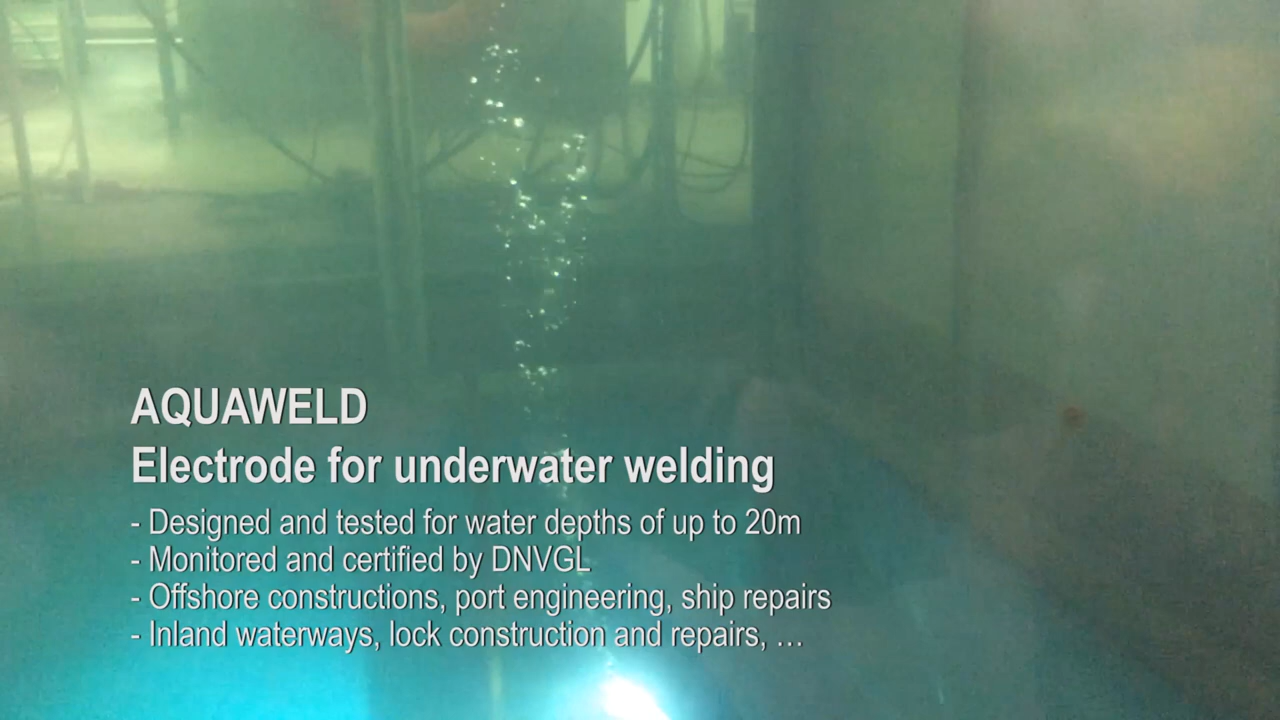 AQUAWELD
Electrode for underwater welding
- Designed and tested for water depths of up to 20m
- Monitored and certified by DNVGL
- Offshore constructions, port engineering, ship repairs
- Inland waterways, lock construction and repairs, …